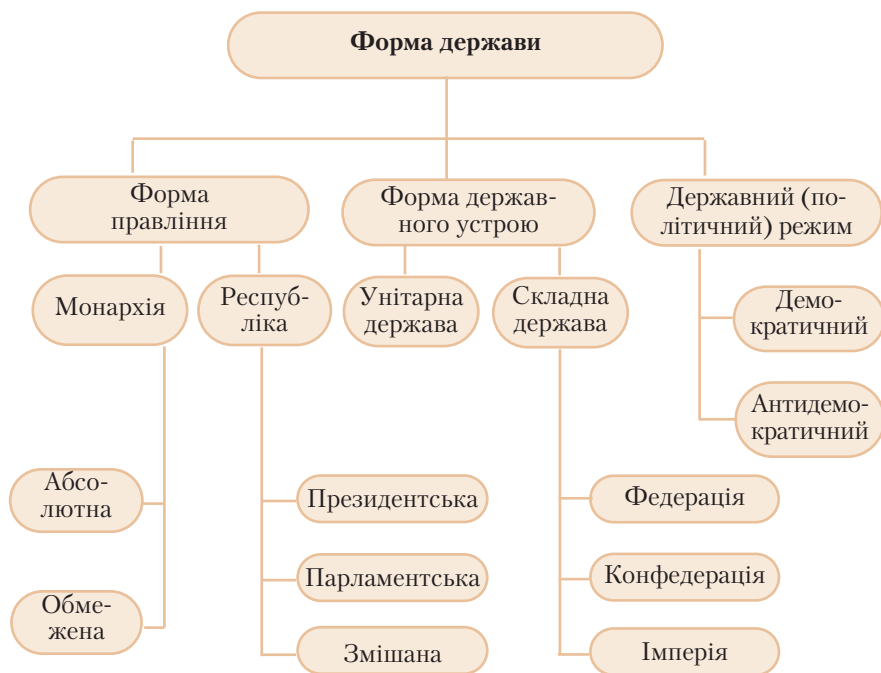 Форма держави
Форма
правління
Форма держав-
ного устрою
Державний (по-
літичний) режим
Монархія
Респуб-
ліка
Унітарна
держава
Складна
держава
Демо-
кратичний
Антидемо-
кратичний
Абсо-
лютна
Обме-
жена
Президентська
Парламентська
Змішана
Федерація
Конфедерація
Імперія